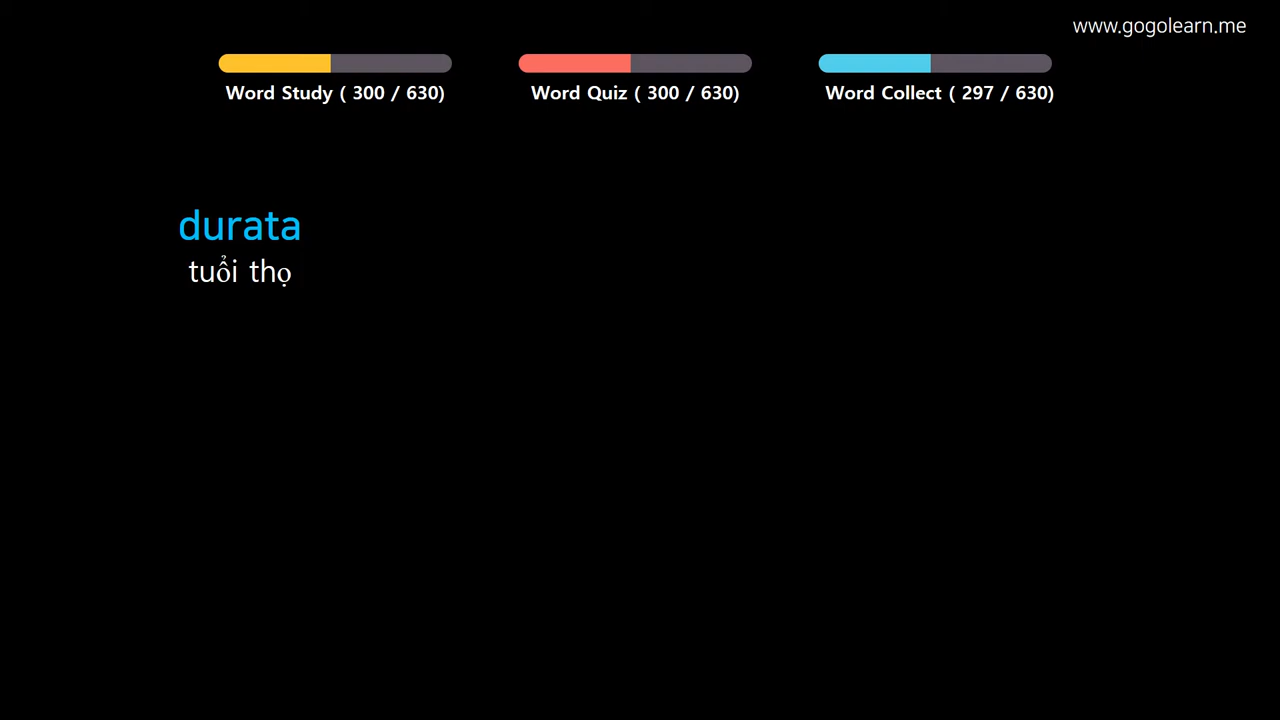 www.gogolearn.me
Word Study ( 300 / 630)
Word Quiz ( 300 / 630)
Word Collect ( 297 / 630)
durata
tuổi thọ